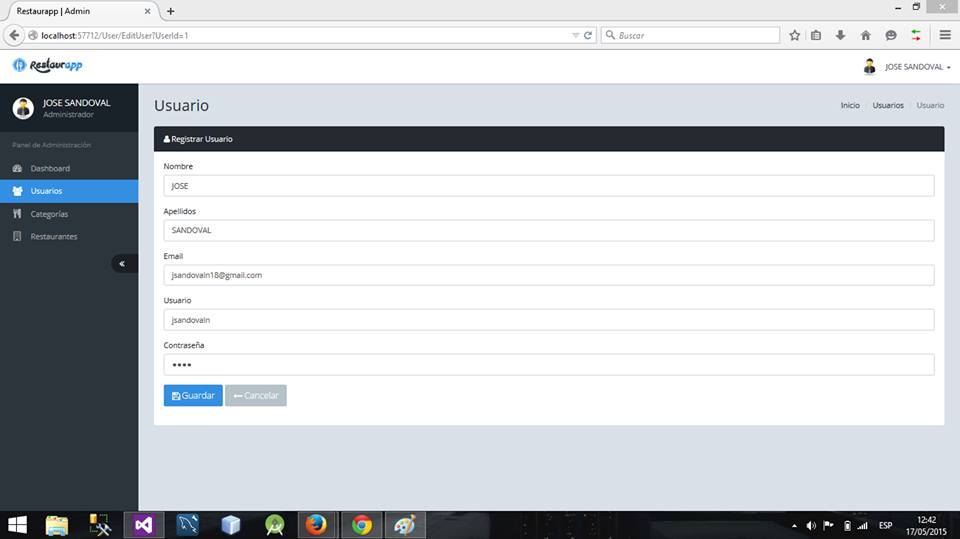 Restaurapp | Admin
localhost:57712/User/EditUser?UserId=1
Buscar
Restaurapp
JOSE SANDOVAL
JOSE SANDOVAL
Administrador
Panel de Administración
Dashboard
Usuarios
Categorías
Restaurantes
Usuario
Inicio / Usuarios / Usuario
Registrar Usuario
Nombre
JOSE
Apellidos
SANDOVAL
Email
jsandovaln18@gmail.com
Usuario
jsandovaln
Contraseña
••••
Guardar
Cancelar
ESP
12:42
17/05/2015